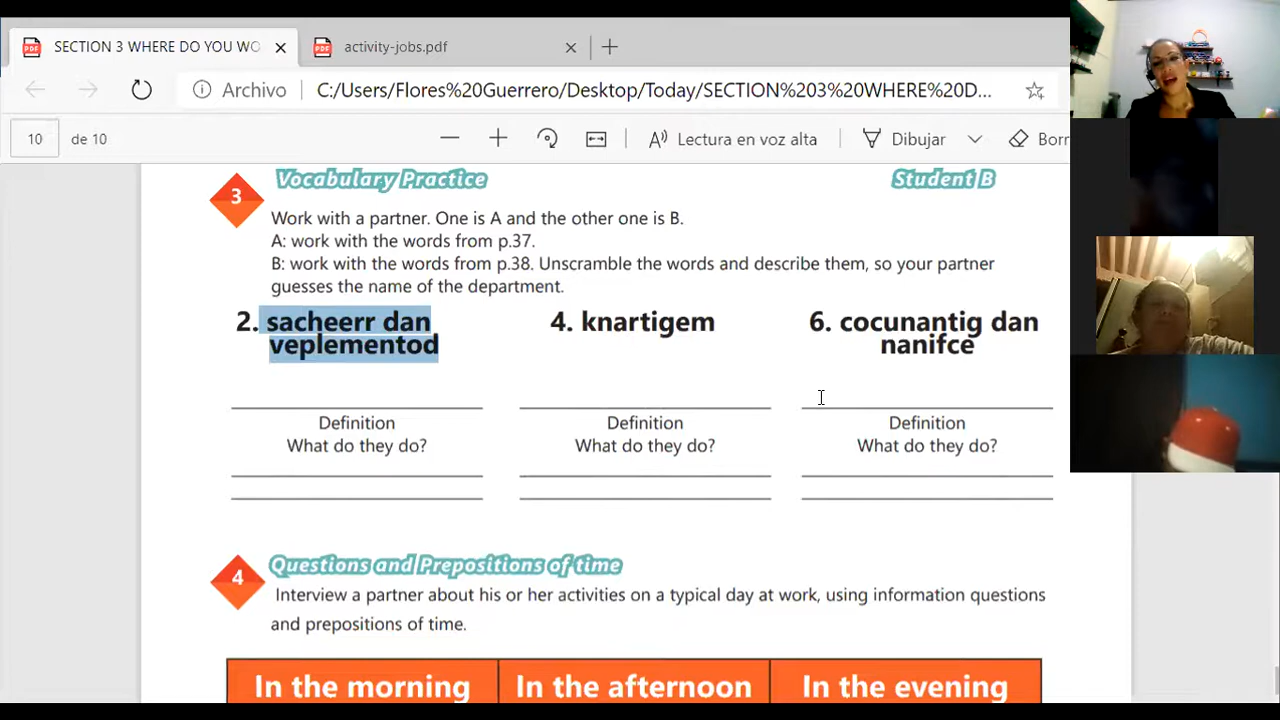 SECTION 3 WHERE DO YOU WO
activity-jobs.pdf
Archivo
C:/Users/Flores%20Guerrero/Desktop/Today/SECTION%203%20WHERE%20D...
10 de 10
Lectura en voz alta
Dibujar
Bor
3 Vocabulary Practice Student B
Work with a partner. One is A and the other one is B.
A: work with the words from p.37.
B: work with the words from p.38. Unscramble the words and describe them, so your partner
guesses the name of the department.
2. sacheerr dan
veplementod
4. knartigem
6. cocunantig dan
nanifce
Definition
What do they do?
Definition
What do they do?
Definition
What do they do?
4 Questions and Prepositions of time
Interview a partner about his or her activities on a typical day at work, using information questions
and prepositions of time.
In the morning In the afternoon In the evening